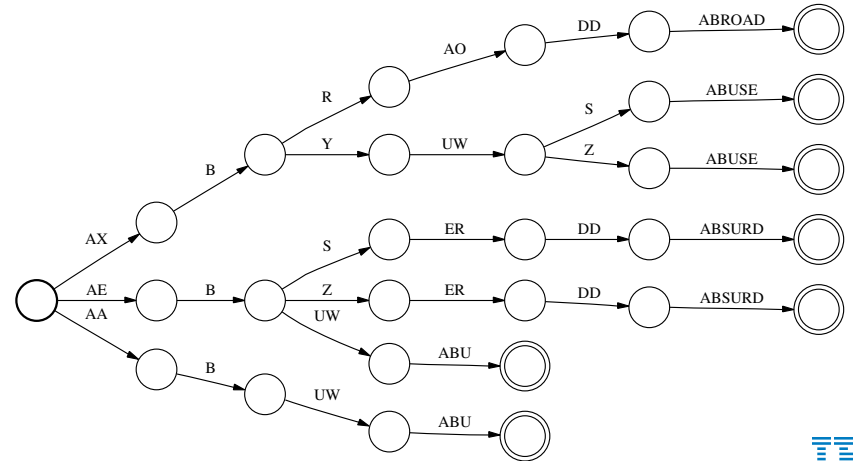 AO DD ABROAD
R
S ABUSE
Y UW
Z ABUSE
B
AX
S ER DD ABSURD
AE B Z ER DD ABSURD
AA UW
B ABU
UW ABU